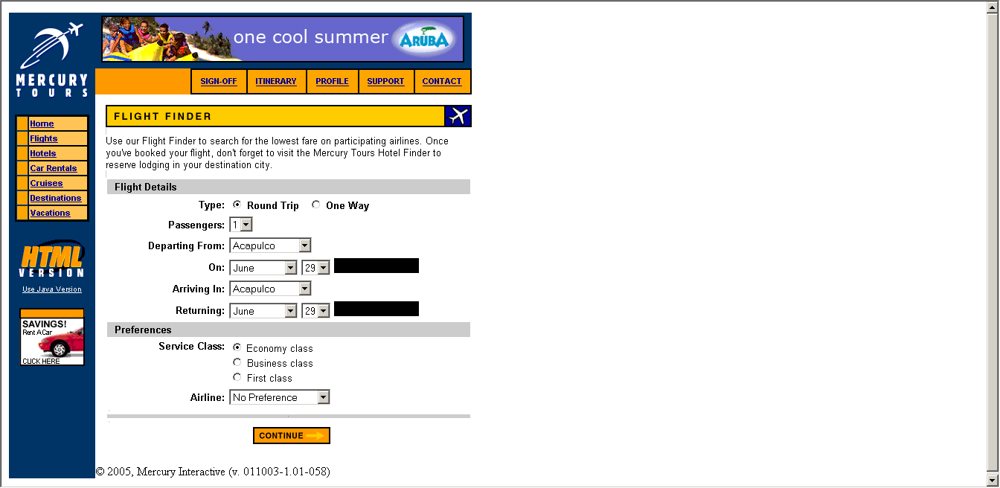 one cool summer ARUBA
MERCURY
TOURS
SIGN-OFF ITINERARY PROFILE SUPPORT CONTACT
Home
Flights
Hotels
Car Rentals
Cruises
Destinations
Vacations
HTML
VERSION
Use Java Version
SAVINGS!
Rent A Car
CLICK HERE
FLIGHT FINDER
Use our Flight Finder to search for the lowest fare on participating airlines. Once
you've booked your flight, don't forget to visit the Mercury Tours Hotel Finder to
reserve lodging in your destination city.
Flight Details
Type: Round Trip One Way
Passengers: 1
Departing From: Acapulco
On: June 29
Arriving In: Acapulco
Returning: June 29
Preferences
Service Class: Economy class
Business class
First class
Airline: No Preference
CONTINUE
© 2005, Mercury Interactive (v. 011003-1.01-058)